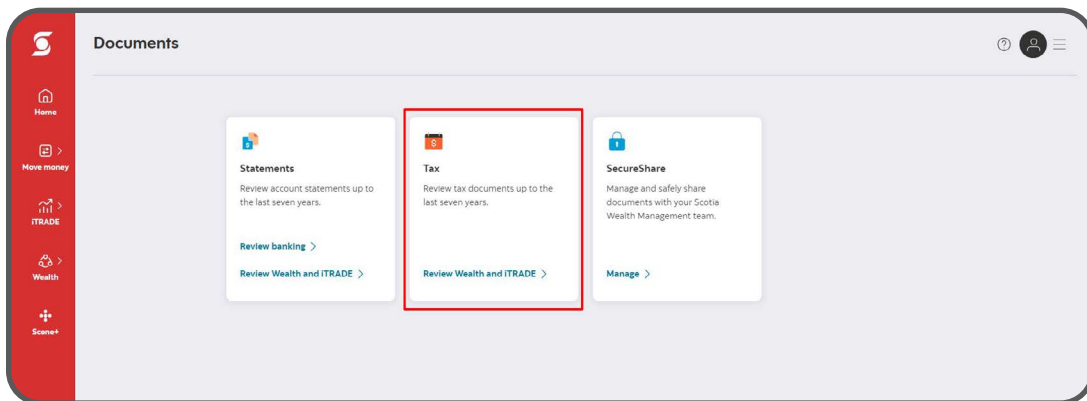 Documents
Home
Move money
iTRADE
Wealth
Scene+
Statements
Review account statements up to
the last seven years.
Review banking >
Review Wealth and iTRADE >
Tax
Review tax documents up to the
last seven years.
Review Wealth and iTRADE >
SecureShare
Manage and safely share
documents with your Scotia
Wealth Management team.
Manage >